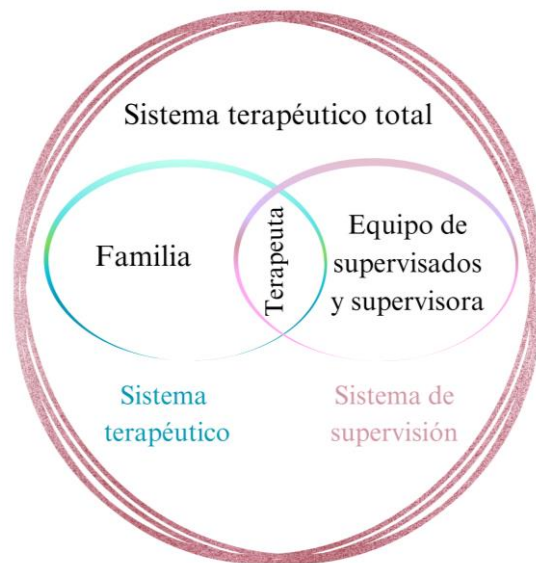 Sistema terapéutico total
Familia
Terapeuta
Equipo de
supervisados
y supervisora
Sistema
terapéutico
Sistema de
supervisión